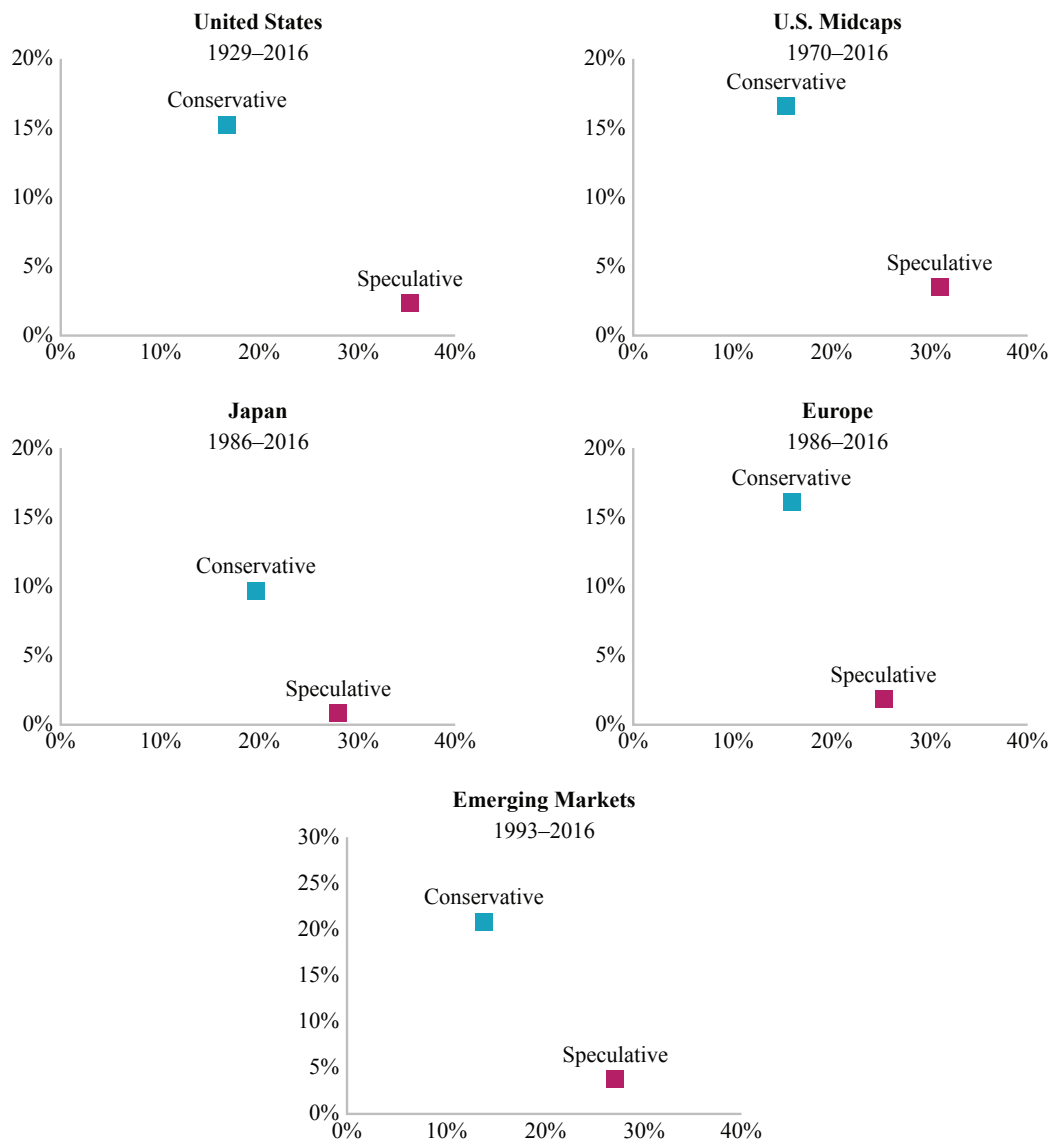 United States
1929–2016
20%
15%
10%
5%
0%
Conservative
Speculative
0% 10% 20% 30% 40%
U.S. Midcaps
1970–2016
20%
15%
10%
5%
0%
Conservative
Speculative
0% 10% 20% 30% 40%
Japan
1986–2016
20%
15%
10%
5%
0%
Conservative
Speculative
0% 10% 20% 30% 40%
Europe
1986–2016
20%
15%
10%
5%
0%
Conservative
Speculative
0% 10% 20% 30% 40%
Emerging Markets
1993–2016
30%
25%
20%
15%
10%
5%
0%
Conservative
Speculative
0% 10% 20% 30% 40%